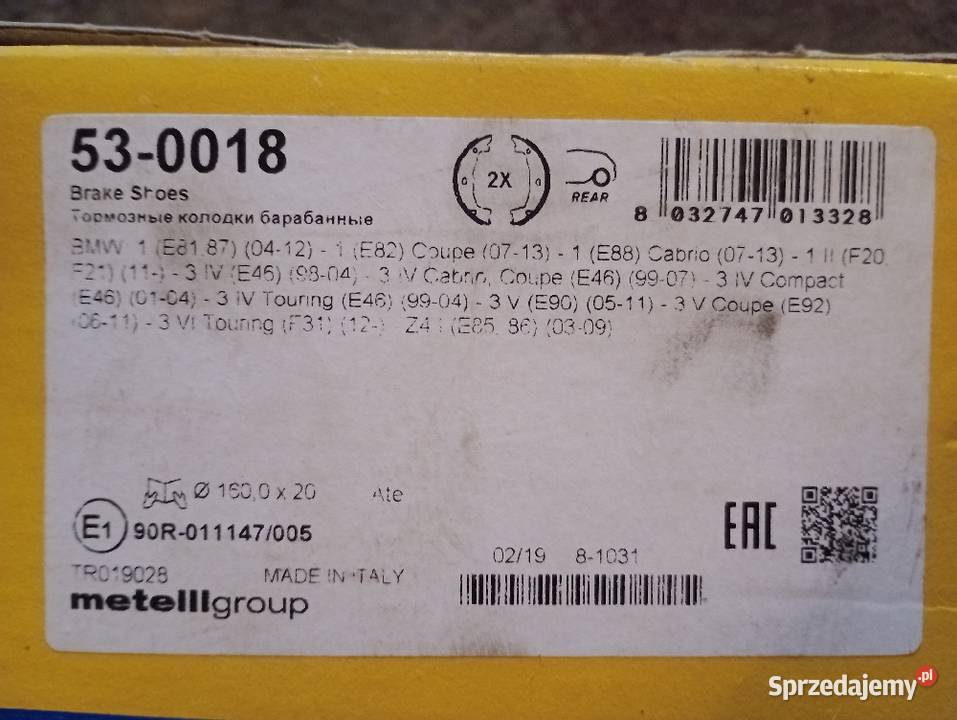 53-0018
Brake Shoes
Тормозные колодки барабанные
2X
REAR
8 032747 013328
BMW 1 (E81,87) (04-12) - 1 (E82) Coupe (07-13) - 1 (E88) Cabrio (07-13) - 1 II (F20,
F21) (11-) - 3 IV (E46) (98-04) - 3 IV Cabrio, Coupe (E46) (99-07) - 3 IV Compact
(E46) (01-04) - 3 IV Touring (E46) (99-04) - 3 V (E90) (05-11) - 3 V Coupe (E92)
(06-11) - 3 VI Touring (F31) (12-) - Z4 I (E85, 86) (03-09)
Ø 160,0 x 20 Ate
E1 90R-011147/005
EAC
02/19 8-1031
TR019028 MADE IN ITALY
metelligroup
Sprzedajemy.pl